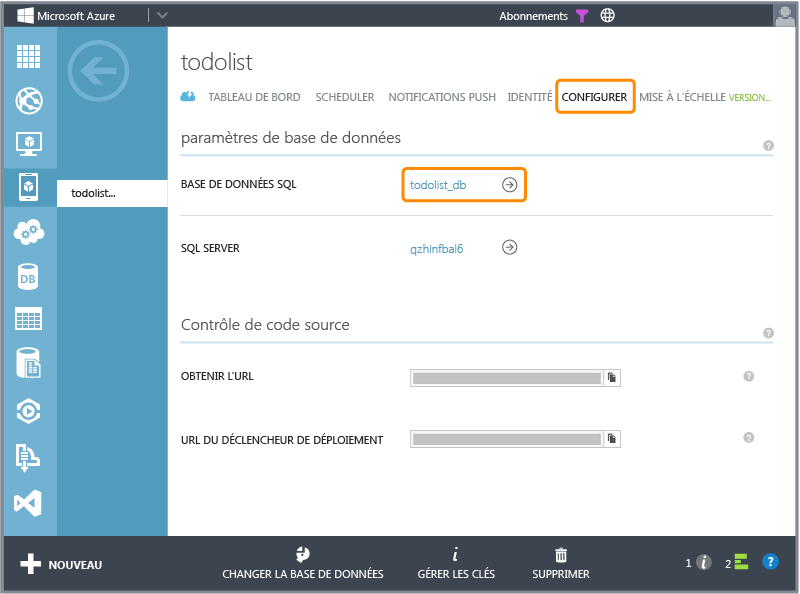 Microsoft Azure
Abonnements
todolist
TABLEAU DE BORD SCHEDULER NOTIFICATIONS PUSH IDENTITÉ CONFIGURER MISE À L'ÉCHELLE VERSION...
paramètres de base de données
?
todolist...
BASE DE DONNÉES SQL todolist_db
SQL SERVER qzhinfbal6
DB
Contrôle de code source
?
OBTENIR L'URL
?
URL DU DÉCLENCHEUR DE DÉPLOIEMENT
?
NOUVEAU
CHANGER LA BASE DE DONNÉES
i
GÉRER LES CLÉS
SUPPRIMER
1 i 2 ?